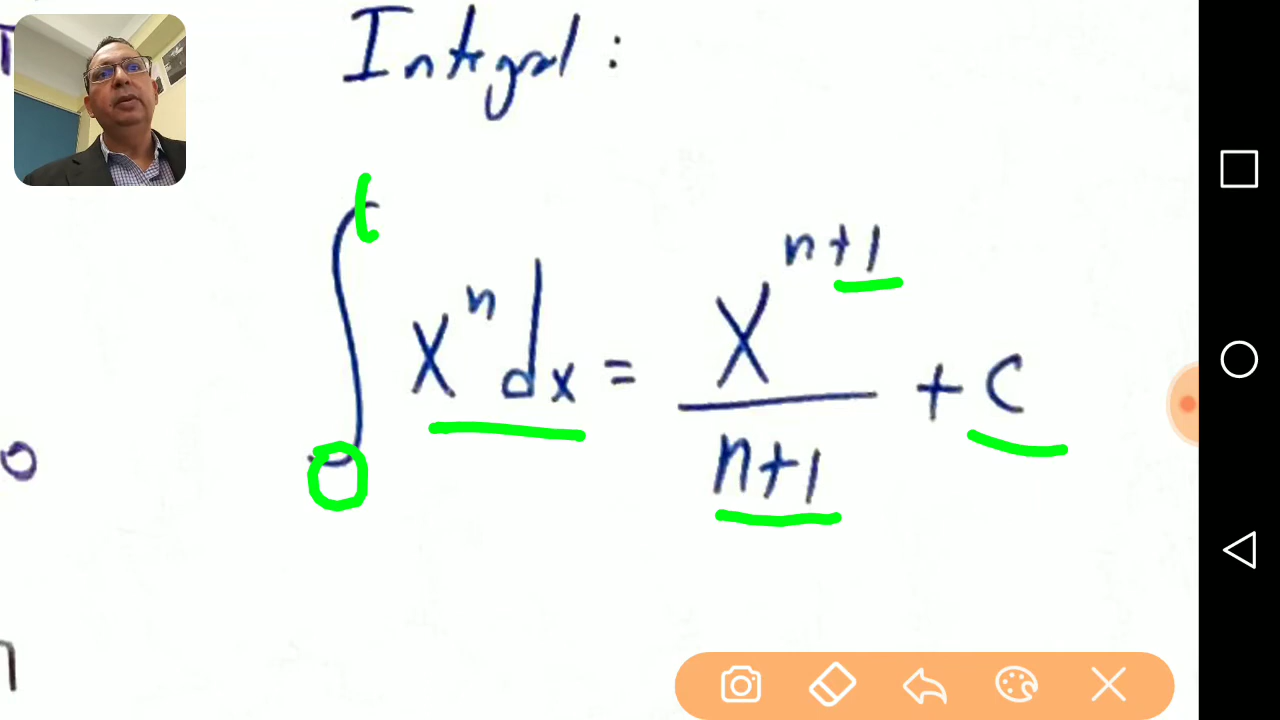 Integral :
∫ xⁿ dx = xⁿ⁺¹ / n+1 + C